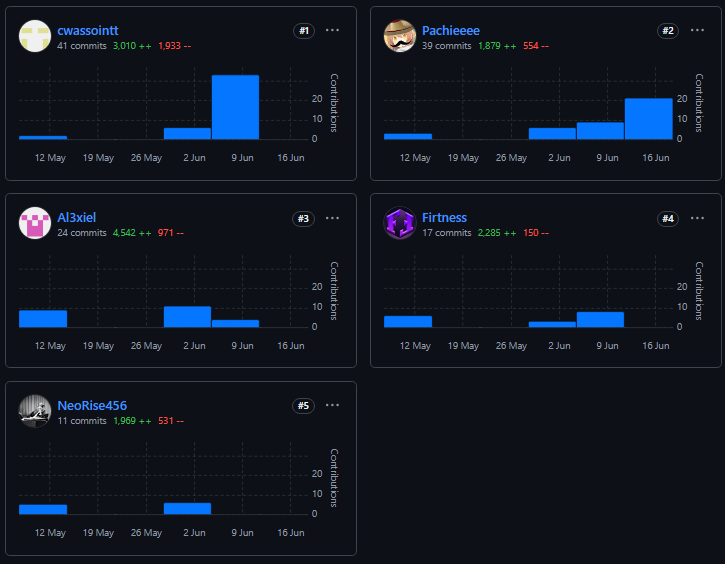 cwassointt #1 ···
41 commits 3,010 ++ 1,933 --
Contributions
20
10
0
12 May 19 May 26 May 2 Jun 9 Jun 16 Jun
Pachieeee #2 ···
39 commits 1,879 ++ 554 --
Contributions
20
10
0
12 May 19 May 26 May 2 Jun 9 Jun 16 Jun
Al3xiel #3 ···
24 commits 4,542 ++ 971 --
Contributions
20
10
0
12 May 19 May 26 May 2 Jun 9 Jun 16 Jun
Firtness #4 ···
17 commits 2,285 ++ 150 --
Contributions
20
10
0
12 May 19 May 26 May 2 Jun 9 Jun 16 Jun
NeoRise456 #5 ···
11 commits 1,969 ++ 531 --
Contributions
20
10
0
12 May 19 May 26 May 2 Jun 9 Jun 16 Jun